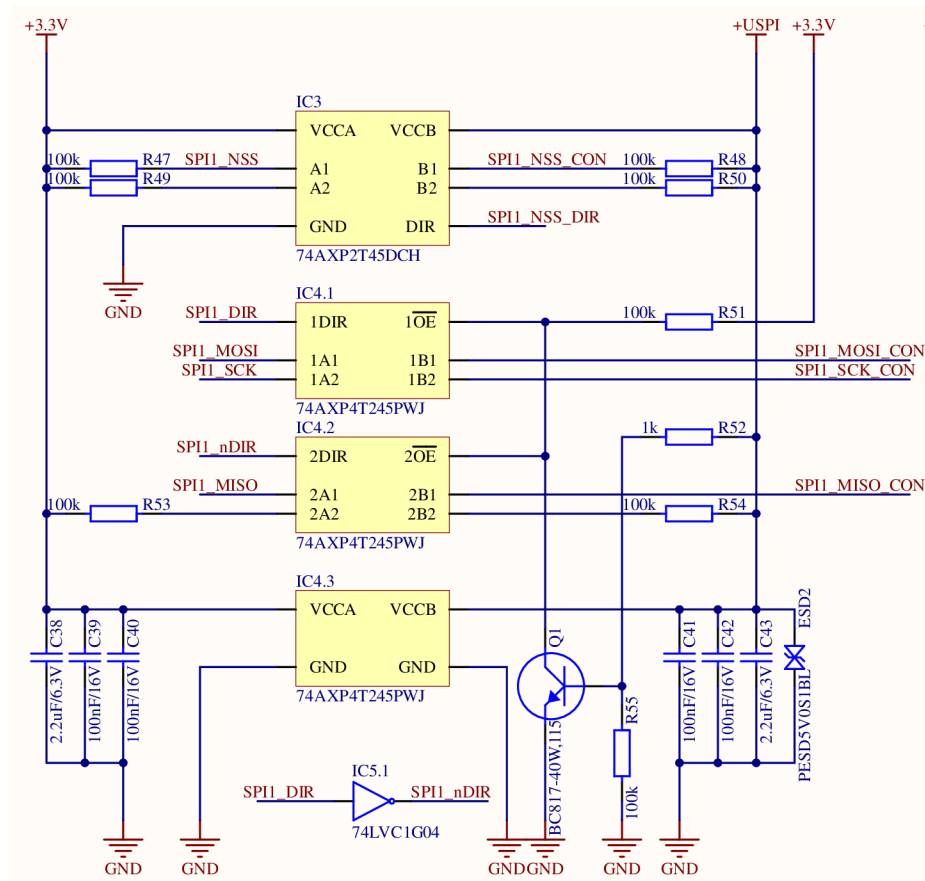 +3.3V
+USPI
+3.3V
IC3
VCCA
VCCB
100k
R47
SPI1_NSS
A1
B1
SPI1_NSS_CON
100k
R48
100k
R49
A2
B2
100k
R50
GND
DIR
SPI1_NSS_DIR
74AXP2T45DCH
GND
IC4.1
SPI1_DIR
1DIR
1OE
100k
R51
SPI1_MOSI
1A1
1B1
SPI1_MOSI_CON
SPI1_SCK
1A2
1B2
SPI1_SCK_CON
74AXP4T245PWJ
IC4.2
1k
R52
SPI1_nDIR
2DIR
2OE
SPI1_MISO
2A1
2B1
SPI1_MISO_CON
100k
R53
2A2
2B2
100k
R54
74AXP4T245PWJ
IC4.3
VCCA
VCCB
GND
GND
74AXP4T245PWJ
C38
2.2uF/6.3V
C39
100nF/16V
C40
100nF/16V
Q1
BC817-40W,115
R55
100k
C41
100nF/16V
C42
100nF/16V
C43
2.2uF/6.3V
ESD2
PESD5V0S1BL
IC5.1
SPI1_DIR
SPI1_nDIR
74LVC1G04
GND
GND
GND
GND
GND
GND